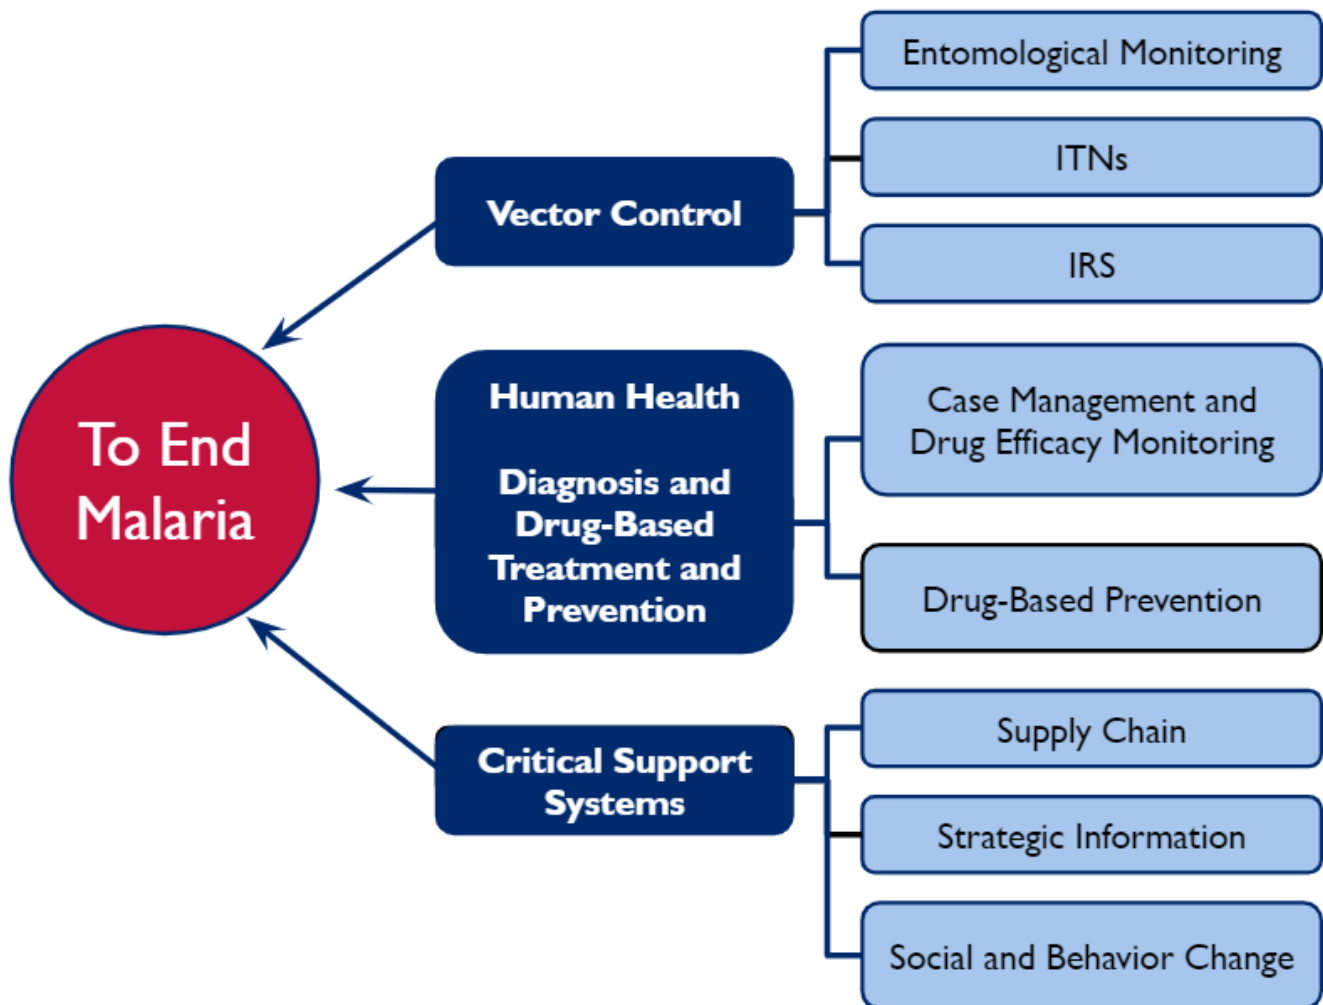 To End
Malaria
Vector Control
Entomological Monitoring
ITNs
IRS
Human Health
Diagnosis and
Drug-Based
Treatment and
Prevention
Case Management and
Drug Efficacy Monitoring
Drug-Based Prevention
Critical Support
Systems
Supply Chain
Strategic Information
Social and Behavior Change